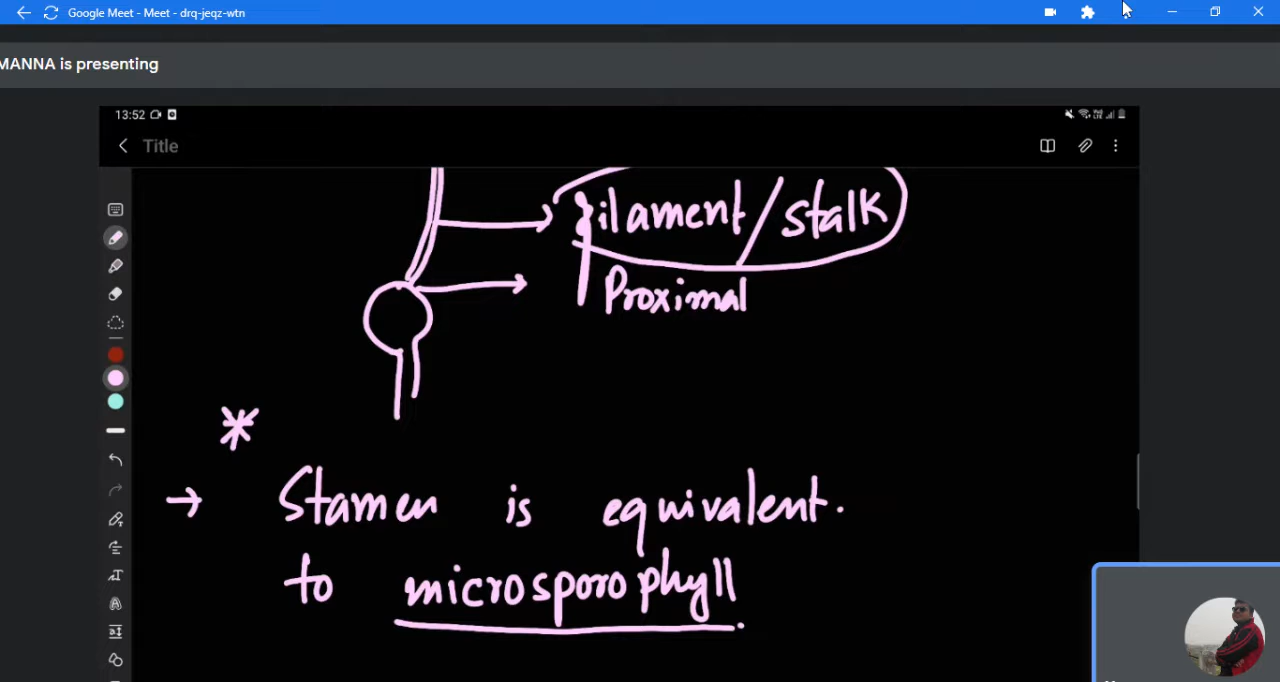 Google Meet - Meet - drq-jeqz-wtn
MANNA is presenting
13:52
Title
filament/stalk
Proximal
*
→ Stamen is equivalent.
to microsporophyll.